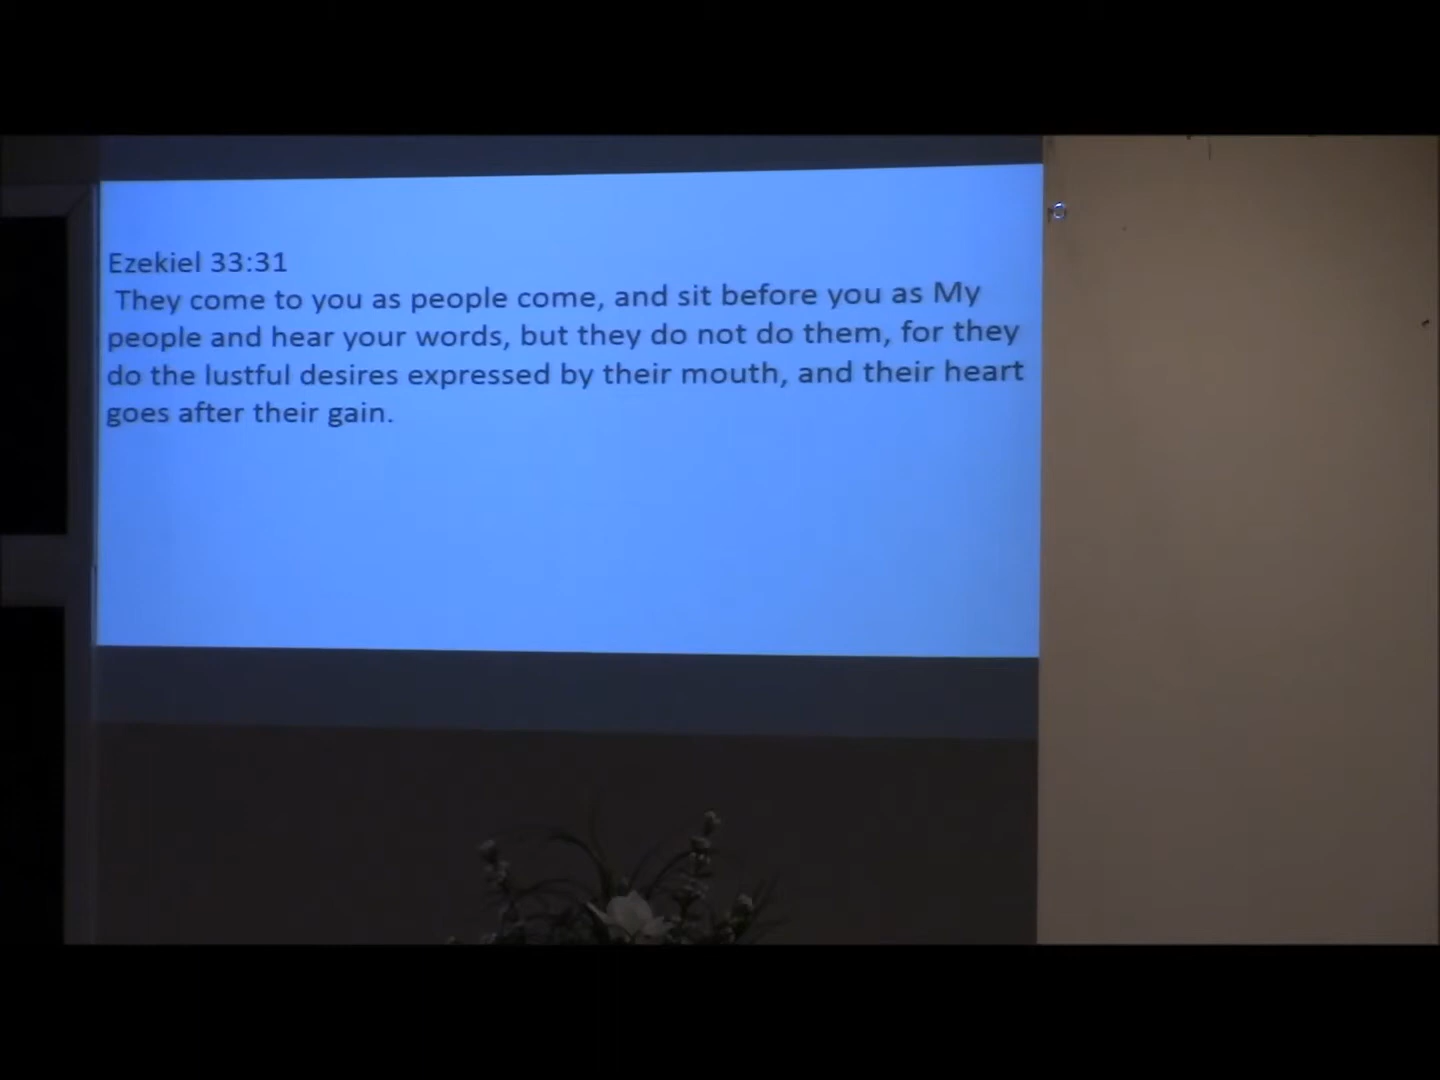 Ezekiel 33:31
They come to you as people come, and sit before you as My
people and hear your words, but they do not do them, for they
do the lustful desires expressed by their mouth, and their heart
goes after their gain.